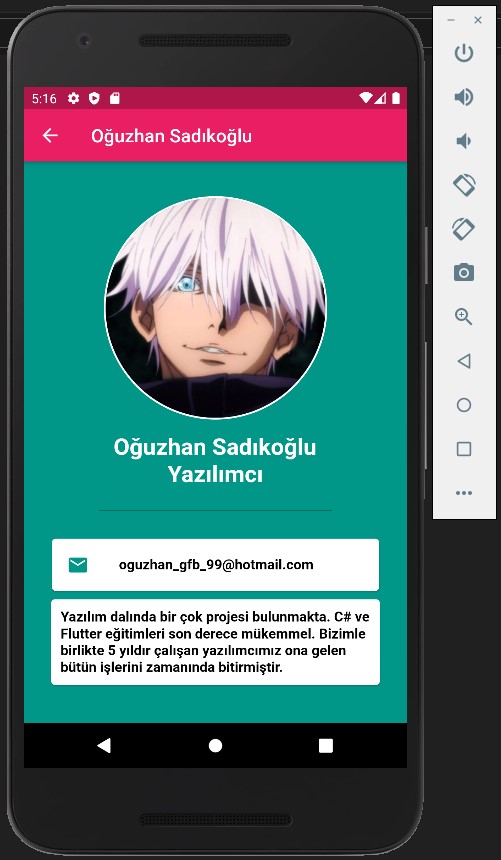 5:16
Oğuzhan Sadıkoğlu
Oğuzhan Sadıkoğlu
Yazılımcı
oguzhan_gfb_99@hotmail.com
Yazılım dalında bir çok projesi bulunmakta. C# ve
Flutter eğitimleri son derece mükemmel. Bizimle
birlikte 5 yıldır çalışan yazılımcımız ona gelen
bütün işlerini zamanında bitirmiştir.